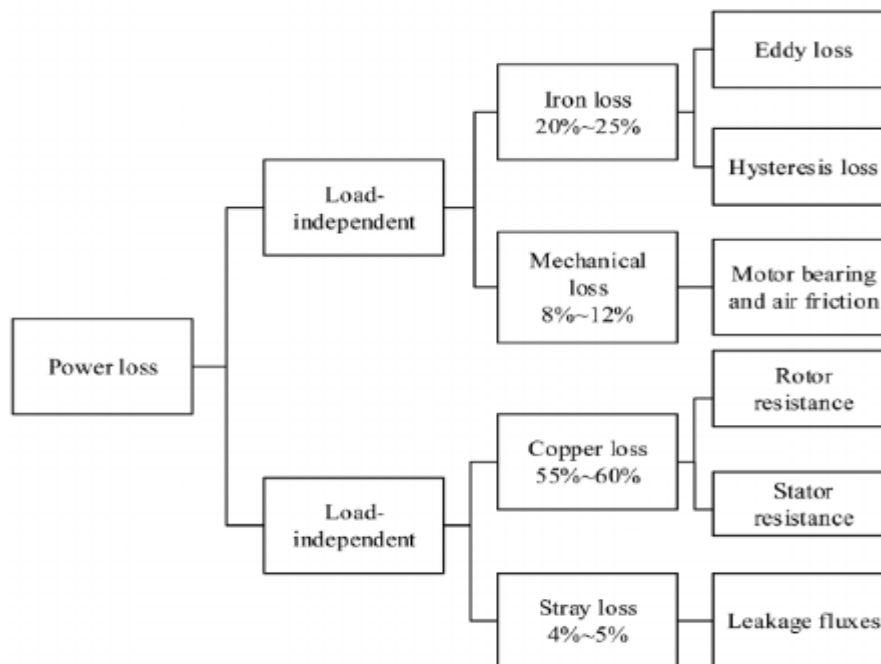 Power loss
Load-
independent
Iron loss
20%~25%
Eddy loss
Hysteresis loss
Mechanical
loss
8%~12%
Motor bearing
and air friction
Load-
independent
Copper loss
55%~60%
Rotor
resistance
Stator
resistance
Stray loss
4%~5%
Leakage fluxes